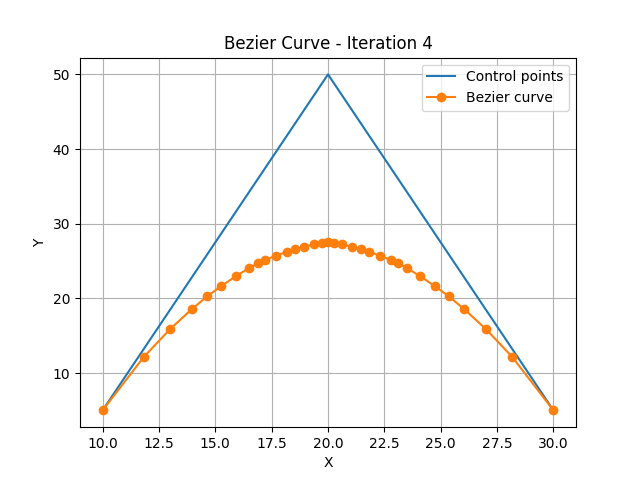 Bezier Curve - Iteration 4
Control points
Bezier curve
50
40
30
20
10
Y
10.0 12.5 15.0 17.5 20.0 22.5 25.0 27.5 30.0
X